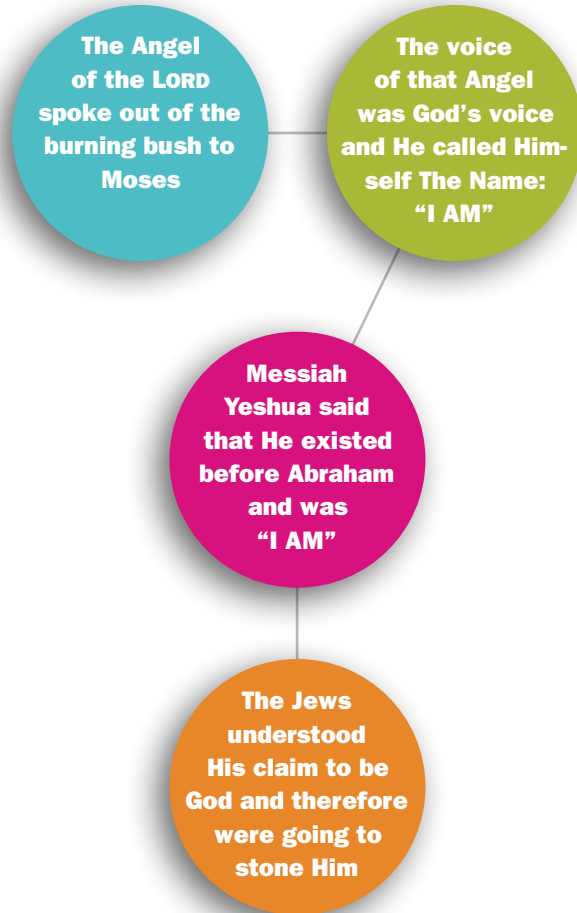 The Angel
of the LORD
spoke out of the
burning bush to
Moses
The voice
of that Angel
was God’s voice
and He called Him-
self The Name:
“I AM”
Messiah
Yeshua said
that He existed
before Abraham
and was
“I AM”
The Jews
understood
His claim to be
God and therefore
were going to
stone Him